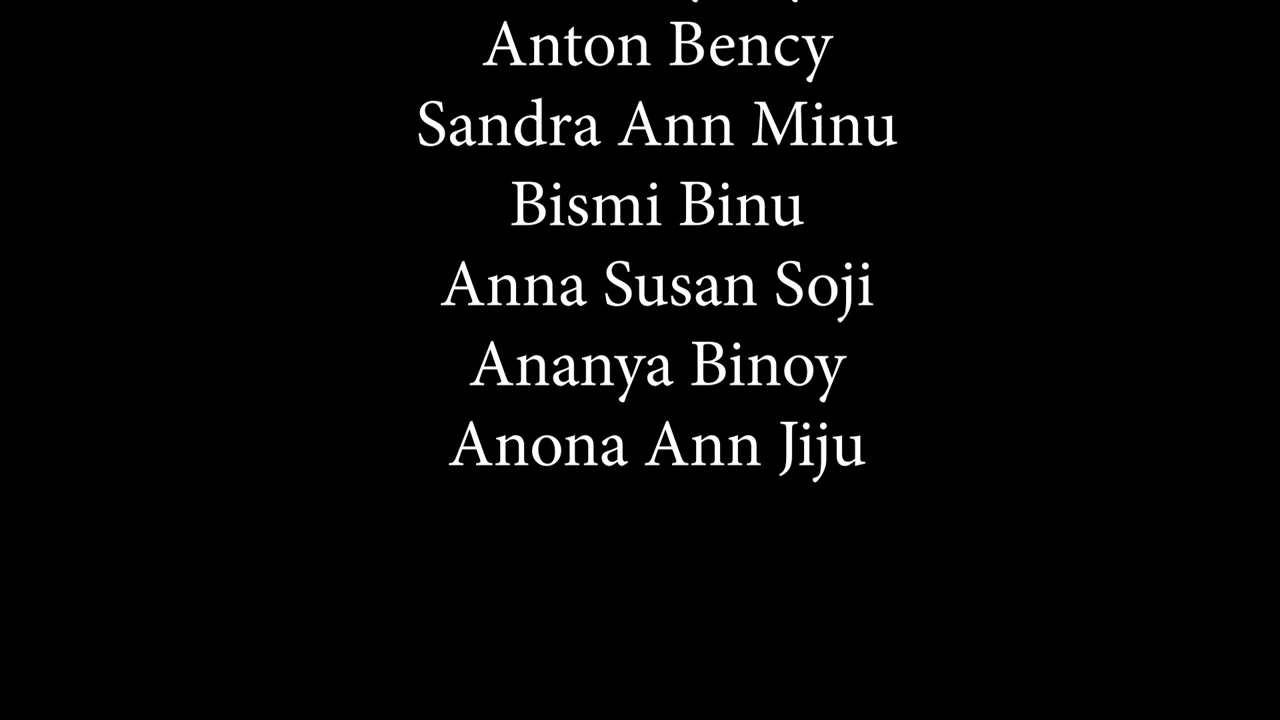 Anton Bency
Sandra Ann Minu
Bismi Binu
Anna Susan Soji
Ananya Binoy
Anona Ann Jiju